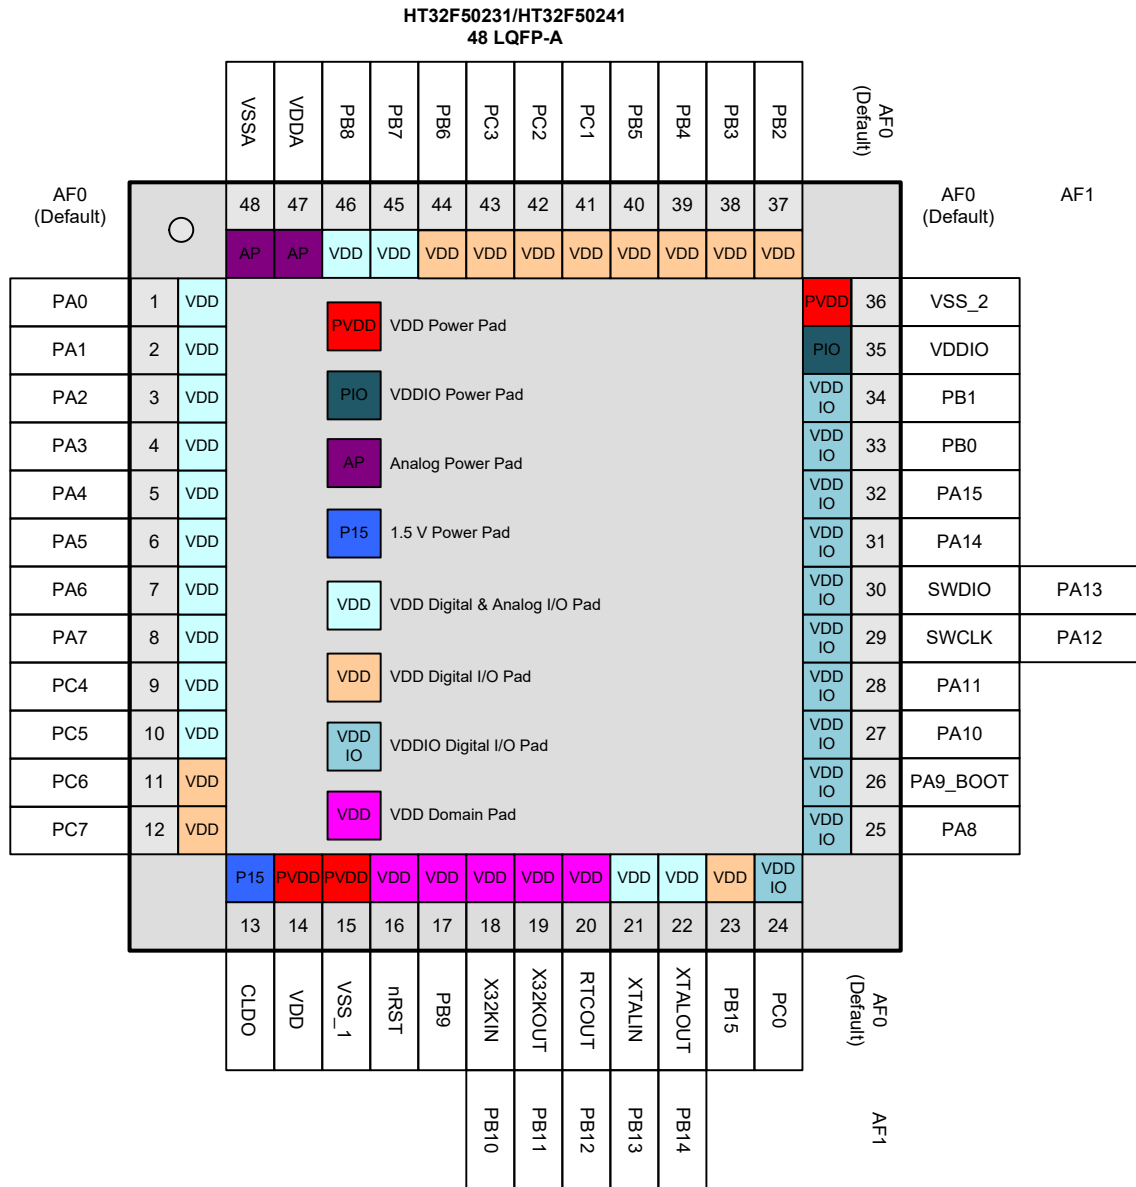 HT32F50231/HT32F50241
48 LQFP-A
VSSA VDDA PB8 PB7 PB6 PC3 PC2 PC1 PB5 PB4 PB3 PB2 AF0 (Default)
AF0
(Default)
48 47 46 45 44 43 42 41 40 39 38 37
AF0
(Default)
AF1
AP AP VDD VDD VDD VDD VDD VDD VDD VDD VDD VDD
PA0 1 VDD
PA1 2 VDD
PA2 3 VDD
PA3 4 VDD
PA4 5 VDD
PA5 6 VDD
PA6 7 VDD
PA7 8 VDD
PC4 9 VDD
PC5 10 VDD
PC6 11 VDD
PC7 12 VDD
PVDD VDD Power Pad
PIO VDDIO Power Pad
AP Analog Power Pad
P15 1.5 V Power Pad
VDD VDD Digital & Analog I/O Pad
VDD VDD Digital I/O Pad
VDD IO VDDIO Digital I/O Pad
VDD VDD Domain Pad
PVDD 36 VSS_2
PIO 35 VDDIO
VDD IO 34 PB1
VDD IO 33 PB0
VDD IO 32 PA15
VDD IO 31 PA14
VDD IO 30 SWDIO PA13
VDD IO 29 SWCLK PA12
VDD IO 28 PA11
VDD IO 27 PA10
VDD IO 26 PA9_BOOT
VDD IO 25 PA8
P15 PVDD PVDD VDD VDD VDD VDD VDD VDD VDD VDD VDD IO
13 14 15 16 17 18 19 20 21 22 23 24
CLDO VDD VSS_1 nRST PB9 X32KIN X32KOUT RTCOUT XTALIN XTALOUT PB15 PC0 AF0 (Default)
PB10 PB11 PB12 PB13 PB14 AF1